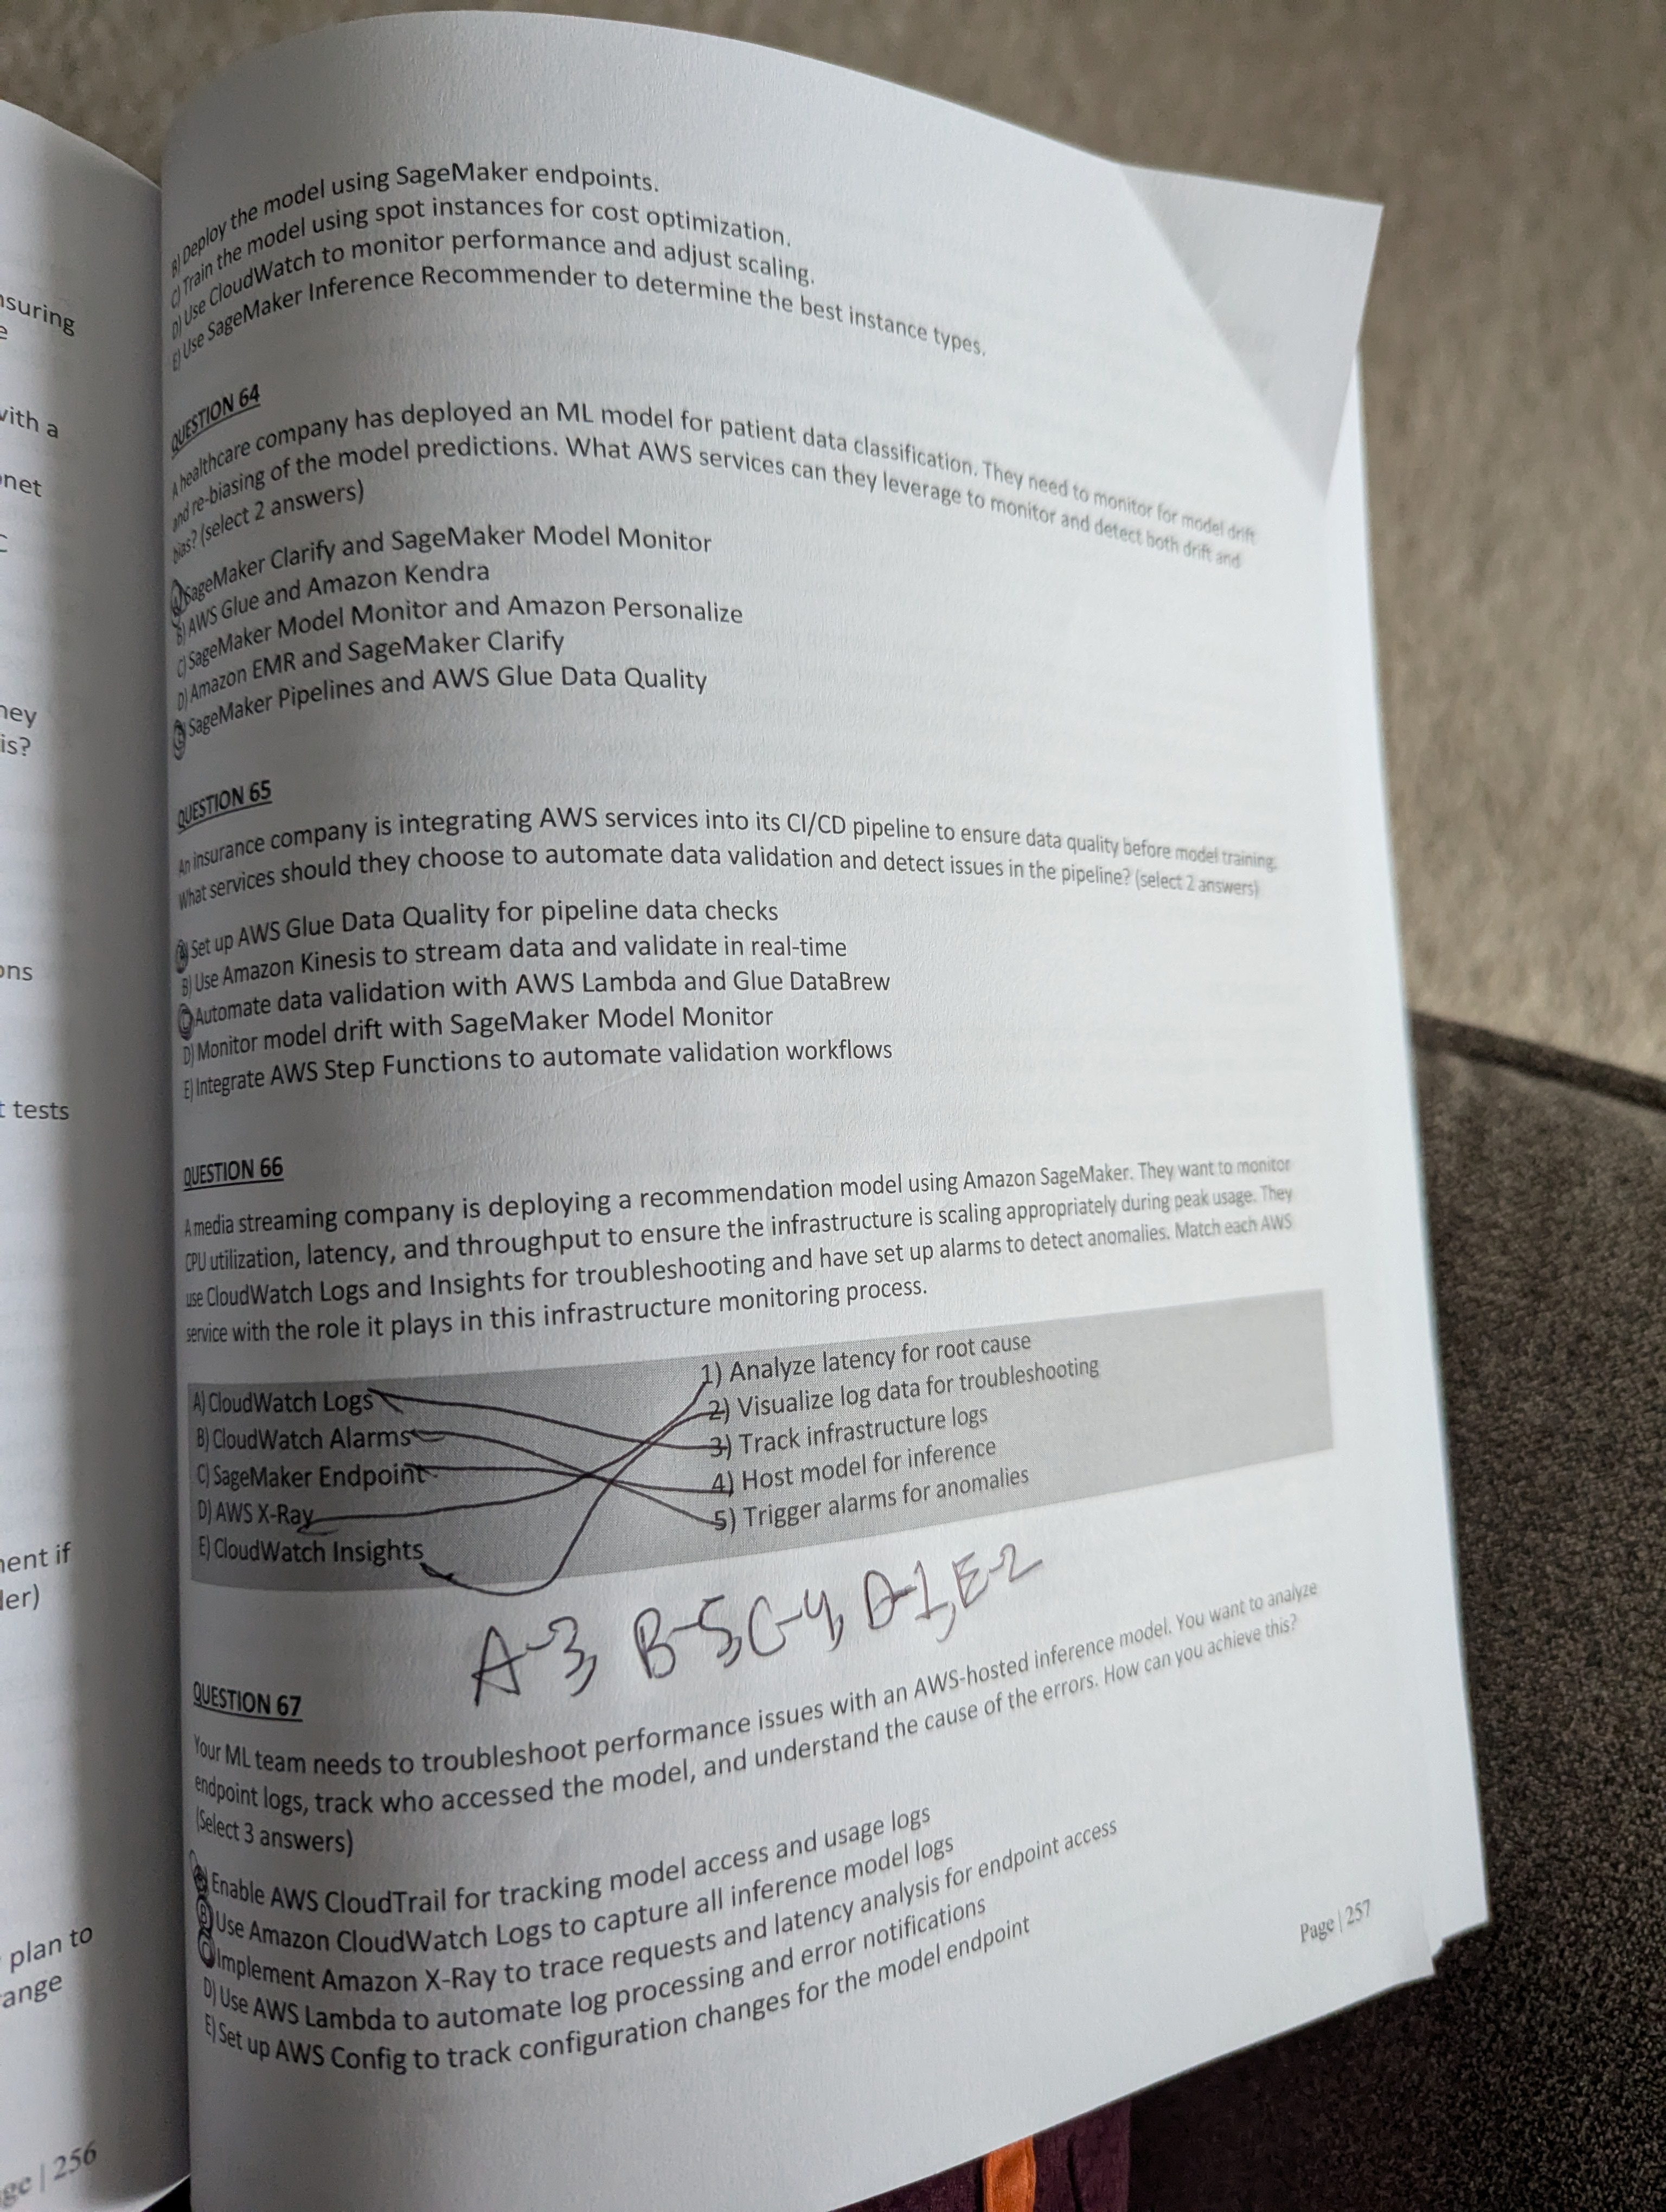 nsuring
e
with a
onet
ney
is?
ons
t tests
ment if
der)
plan to
ange
ge | 256
B) Deploy the model using SageMaker endpoints.
C) Train the model using spot instances for cost optimization.
D) Use CloudWatch to monitor performance and adjust scaling.
E) Use SageMaker Inference Recommender to determine the best instance types.
QUESTION 64
A healthcare company has deployed an ML model for patient data classification. They need to monitor for model drift
and re-biasing of the model predictions. What AWS services can they leverage to monitor and detect both drift and
bias? (select 2 answers)
A) SageMaker Clarify and SageMaker Model Monitor
B) AWS Glue and Amazon Kendra
C) SageMaker Model Monitor and Amazon Personalize
D) Amazon EMR and SageMaker Clarify
E) SageMaker Pipelines and AWS Glue Data Quality
QUESTION 65
An insurance company is integrating AWS services into its CI/CD pipeline to ensure data quality before model training.
What services should they choose to automate data validation and detect issues in the pipeline? (select 2 answers)
A) Set up AWS Glue Data Quality for pipeline data checks
B) Use Amazon Kinesis to stream data and validate in real-time
C) Automate data validation with AWS Lambda and Glue DataBrew
D) Monitor model drift with SageMaker Model Monitor
E) Integrate AWS Step Functions to automate validation workflows
QUESTION 66
A media streaming company is deploying a recommendation model using Amazon SageMaker. They want to monitor
CPU utilization, latency, and throughput to ensure the infrastructure is scaling appropriately during peak usage. They
use CloudWatch Logs and Insights for troubleshooting and have set up alarms to detect anomalies. Match each AWS
service with the role it plays in this infrastructure monitoring process.
A) CloudWatch Logs
B) CloudWatch Alarms
C) SageMaker Endpoint
D) AWS X-Ray
E) CloudWatch Insights
1) Analyze latency for root cause
2) Visualize log data for troubleshooting
3) Track infrastructure logs
4) Host model for inference
5) Trigger alarms for anomalies
A-3, B-5, C-4, D-1, E-2
QUESTION 67
Your ML team needs to troubleshoot performance issues with an AWS-hosted inference model. You want to analyze
endpoint logs, track who accessed the model, and understand the cause of the errors. How can you achieve this?
(Select 3 answers)
A) Enable AWS CloudTrail for tracking model access and usage logs
B) Use Amazon CloudWatch Logs to capture all inference model logs
C) Implement Amazon X-Ray to trace requests and latency analysis for endpoint access
D) Use AWS Lambda to automate log processing and error notifications
E) Set up AWS Config to track configuration changes for the model endpoint
Page | 257